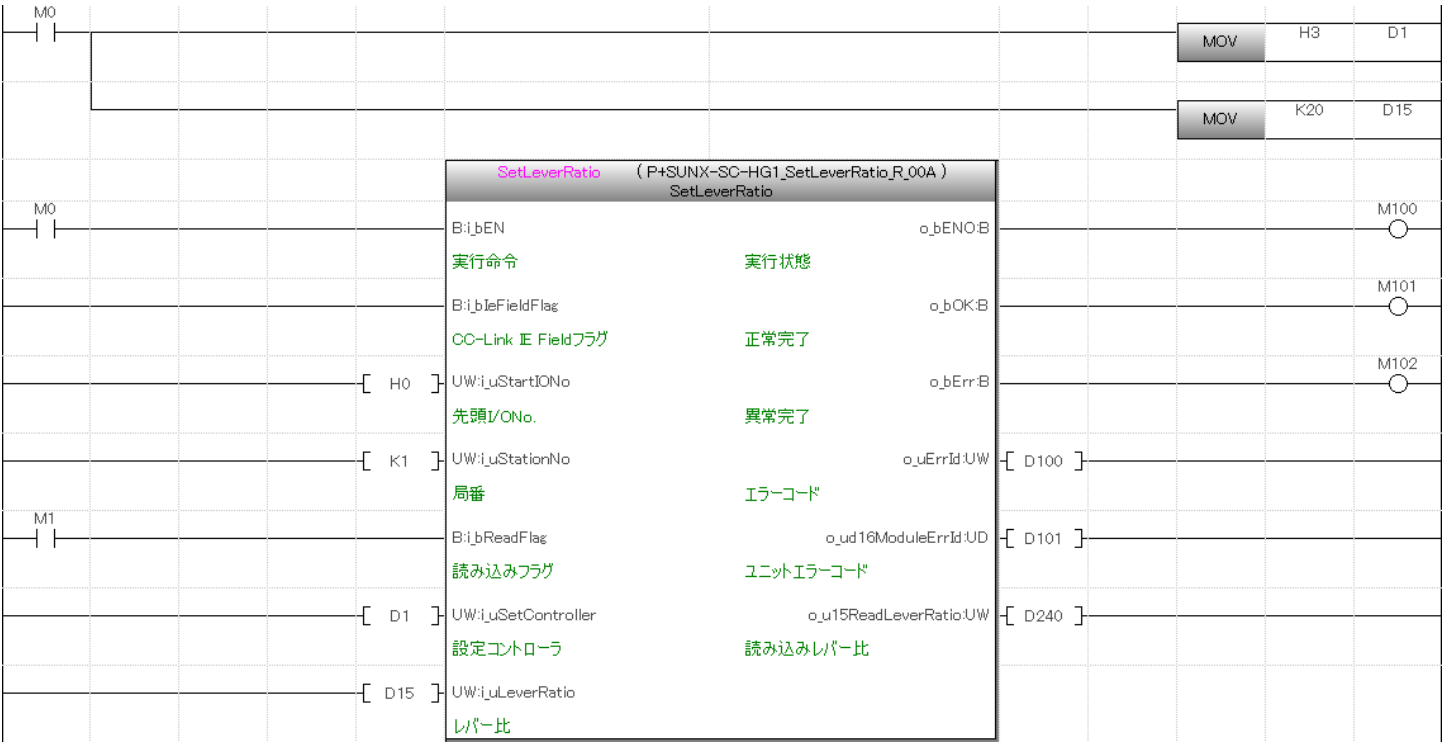 M0
MOV H3 D1
MOV K20 D15
SetLeverRatio (P+SUNX-SC-HG1_SetLeverRatio_R_00A)
SetLeverRatio
M0 M100
B:i_bEN o_bENO:B
実行命令 実行状態
M101
B:i_bIeFieldFlag o_bOK:B
CC-Link IE Fieldフラグ 正常完了
M102
H0 UW:i_uStartIONo o_bErr:B
先頭I/ONo. 異常完了
K1 UW:i_uStationNo o_uErrId:UW D100
局番 エラーコード
M1
B:i_bReadFlag o_ud16ModuleErrId:UD D101
読み込みフラグ ユニットエラーコード
D1 UW:i_uSetController o_u15ReadLeverRatio:UW D240
設定コントローラ 読み込みレバー比
D15 UW:i_uLeverRatio
レバー比